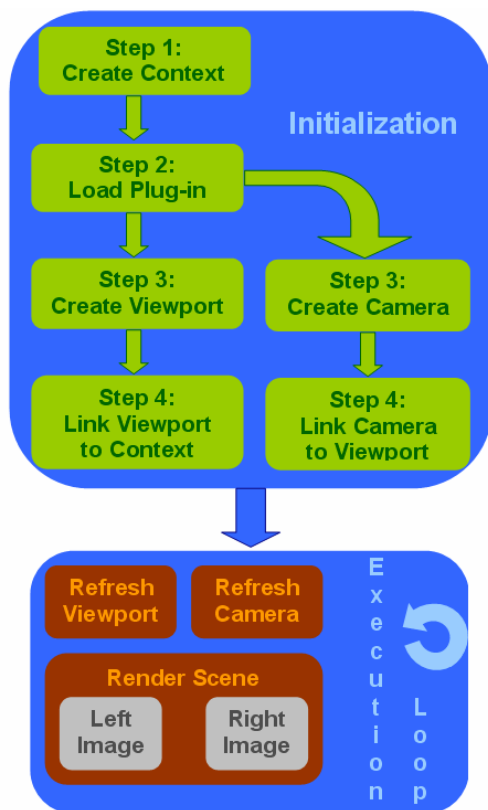 Step 1:
Create Context
Initialization
Step 2:
Load Plug-in
Step 3:
Create Viewport
Step 3:
Create Camera
Step 4:
Link Viewport
to Context
Step 4:
Link Camera
to Viewport
Refresh
Viewport
Refresh
Camera
Render Scene
Left
Image
Right
Image
Execution
Loop